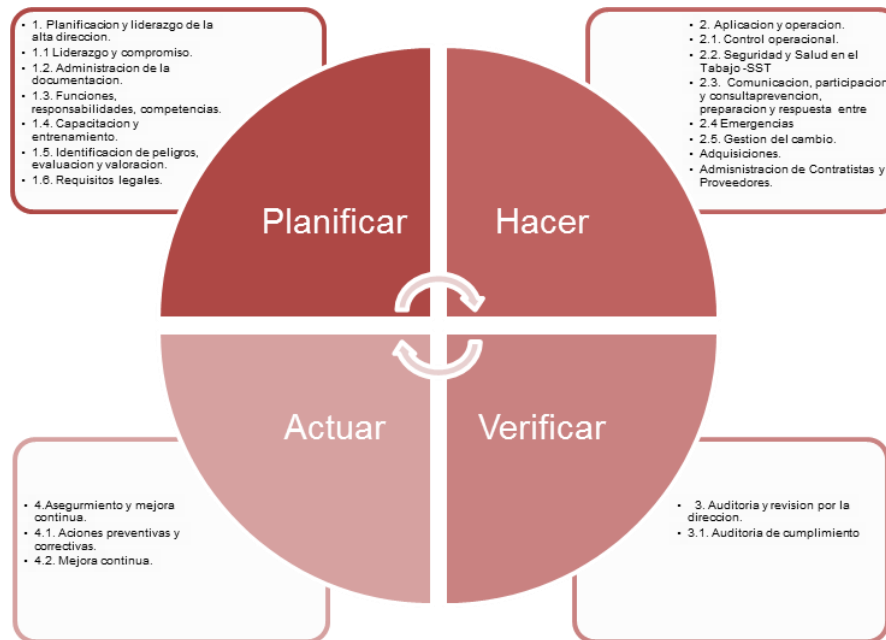 • 1. Planificacion y liderazgo de la
alta direccion.
• 1.1 Liderazgo y compromiso.
• 1.2. Administracion de la
documentacion.
• 1.3. Funciones,
responsabilidades, competencias.
• 1.4. Capacitacion y
entrenamiento.
• 1.5. Identificacion de peligros,
evaluacion y valoracion.
• 1.6. Requisitos legales.
• 2. Aplicacion y operacion.
• 2.1. Control operacional.
• 2.2. Seguridad y Salud en el
Tabajo -SST
• 2.3. Comunicacion, participacion
y consultaprevencion,
preparacion y respuesta entre
• 2.4 Emergencias
• 2.5. Gestion del cambio.
• Adquisiciones.
• Admisnistracion de Contratistas y
Proveedores.
Planificar
Hacer
Actuar
Verificar
• 4.Asegurmiento y mejora
continua.
• 4.1. Aciones preventivas y
correctivas.
• 4.2. Mejora continua.
• 3. Auditoria y revision por la
direccion.
• 3.1. Auditoria de cumplimiento